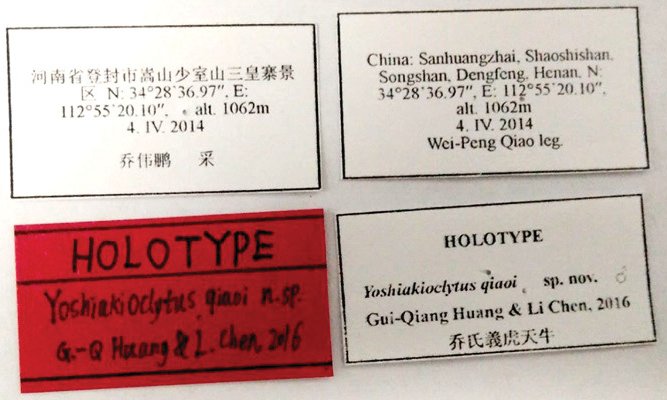 河南省登封市嵩山少室山三皇寨景
区 N: 34°28′36.97″, E:
112°55′20.10″, alt. 1062m
4. IV. 2014
乔伟鹏 采
China: Sanhuangzhai, Shaoshishan,
Songshan, Dengfeng, Henan, N:
34°28′36.97″, E: 112°55′20.10″,
alt. 1062m
4. IV. 2014
Wei-Peng Qiao leg.
HOLOTYPE
Yoshiakioclytus qiaoi n.sp.
G.-Q Huang & L. Chen, 2016
HOLOTYPE
Yoshiakioclytus qiaoi sp. nov. ♂
Gui-Qiang Huang & Li Chen, 2016
乔氏義虎天牛